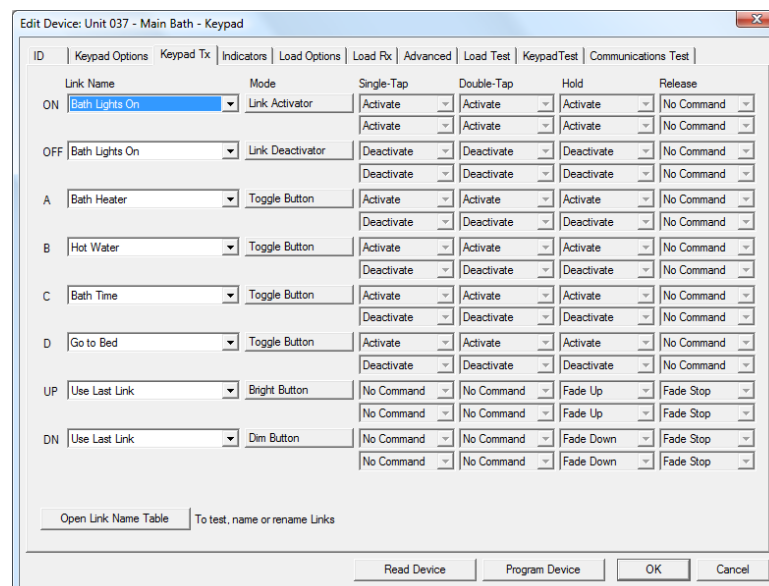 Edit Device: Unit 037 - Main Bath - Keypad
ID Keypad Options Keypad Tx Indicators Load Options Load Rx Advanced Load Test KeypadTest Communications Test
Link Name Mode Single-Tap Double-Tap Hold Release
ON Bath Lights On Link Activator Activate Activate Activate No Command
Activate Activate Activate No Command
OFF Bath Lights On Link Deactivator Deactivate Deactivate Deactivate No Command
Deactivate Deactivate Deactivate No Command
A Bath Heater Toggle Button Activate Activate Activate No Command
Deactivate Deactivate Deactivate No Command
B Hot Water Toggle Button Activate Activate Activate No Command
Deactivate Deactivate Deactivate No Command
C Bath Time Toggle Button Activate Activate Activate No Command
Deactivate Deactivate Deactivate No Command
D Go to Bed Toggle Button Activate Activate Activate No Command
Deactivate Deactivate Deactivate No Command
UP Use Last Link Bright Button No Command No Command Fade Up Fade Stop
No Command No Command Fade Up Fade Stop
DN Use Last Link Dim Button No Command No Command Fade Down Fade Stop
No Command No Command Fade Down Fade Stop
Open Link Name Table To test, name or rename Links
Read Device Program Device OK Cancel